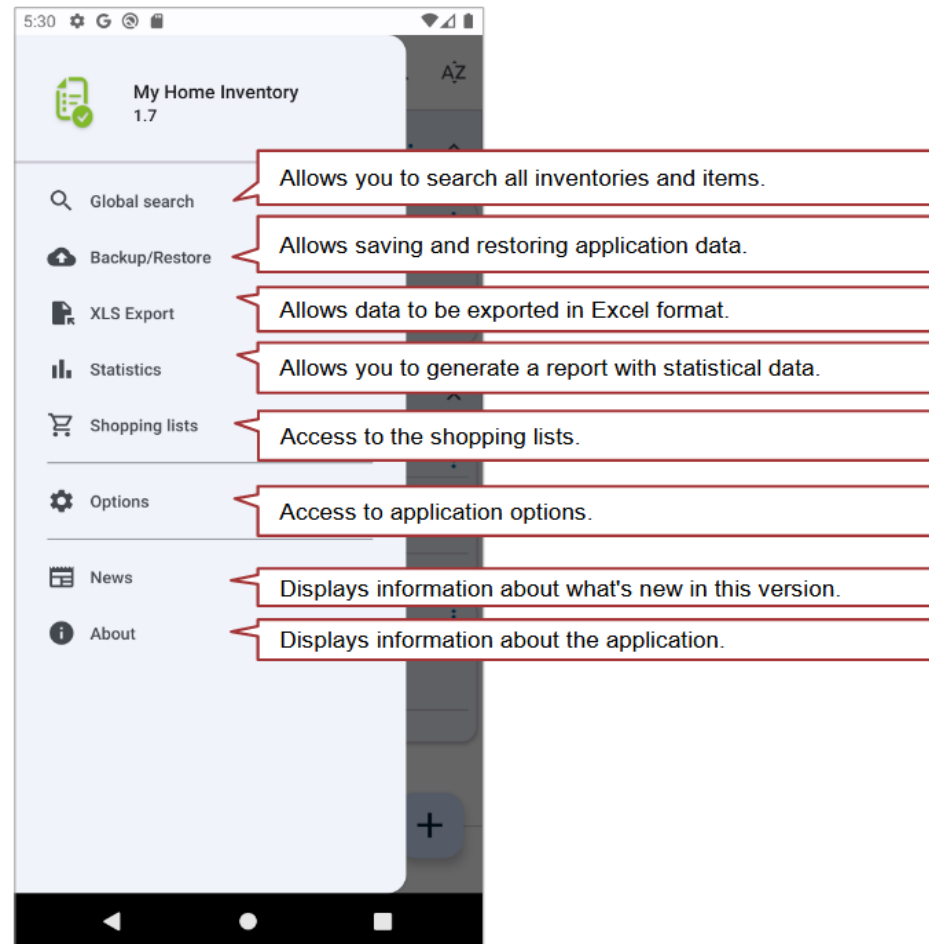 5:30
My Home Inventory
1.7
AZ
Global search
Allows you to search all inventories and items.
Backup/Restore
Allows saving and restoring application data.
XLS Export
Allows data to be exported in Excel format.
Statistics
Allows you to generate a report with statistical data.
Shopping lists
Access to the shopping lists.
Options
Access to application options.
News
Displays information about what's new in this version.
About
Displays information about the application.